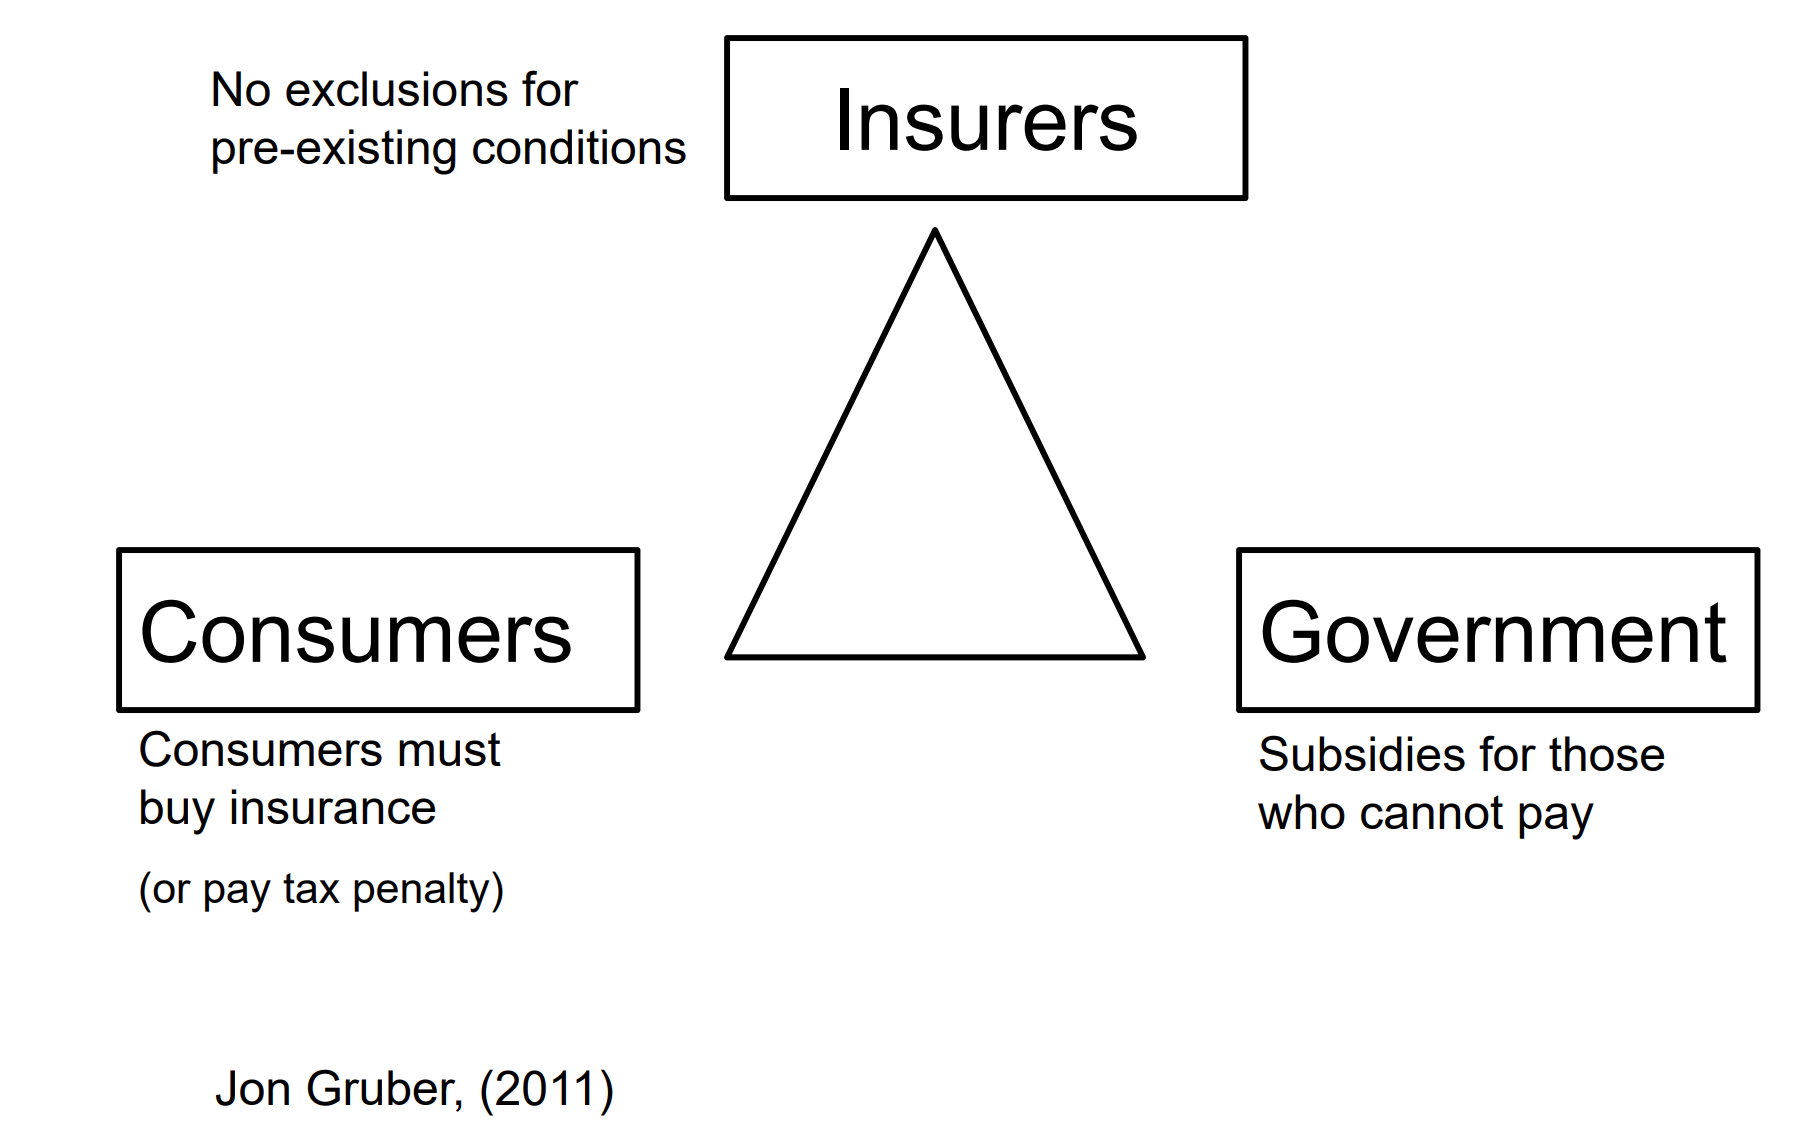 No exclusions for
pre-existing conditions
Insurers
Consumers
Consumers must
buy insurance
(or pay tax penalty)
Government
Subsidies for those
who cannot pay
Jon Gruber, (2011)